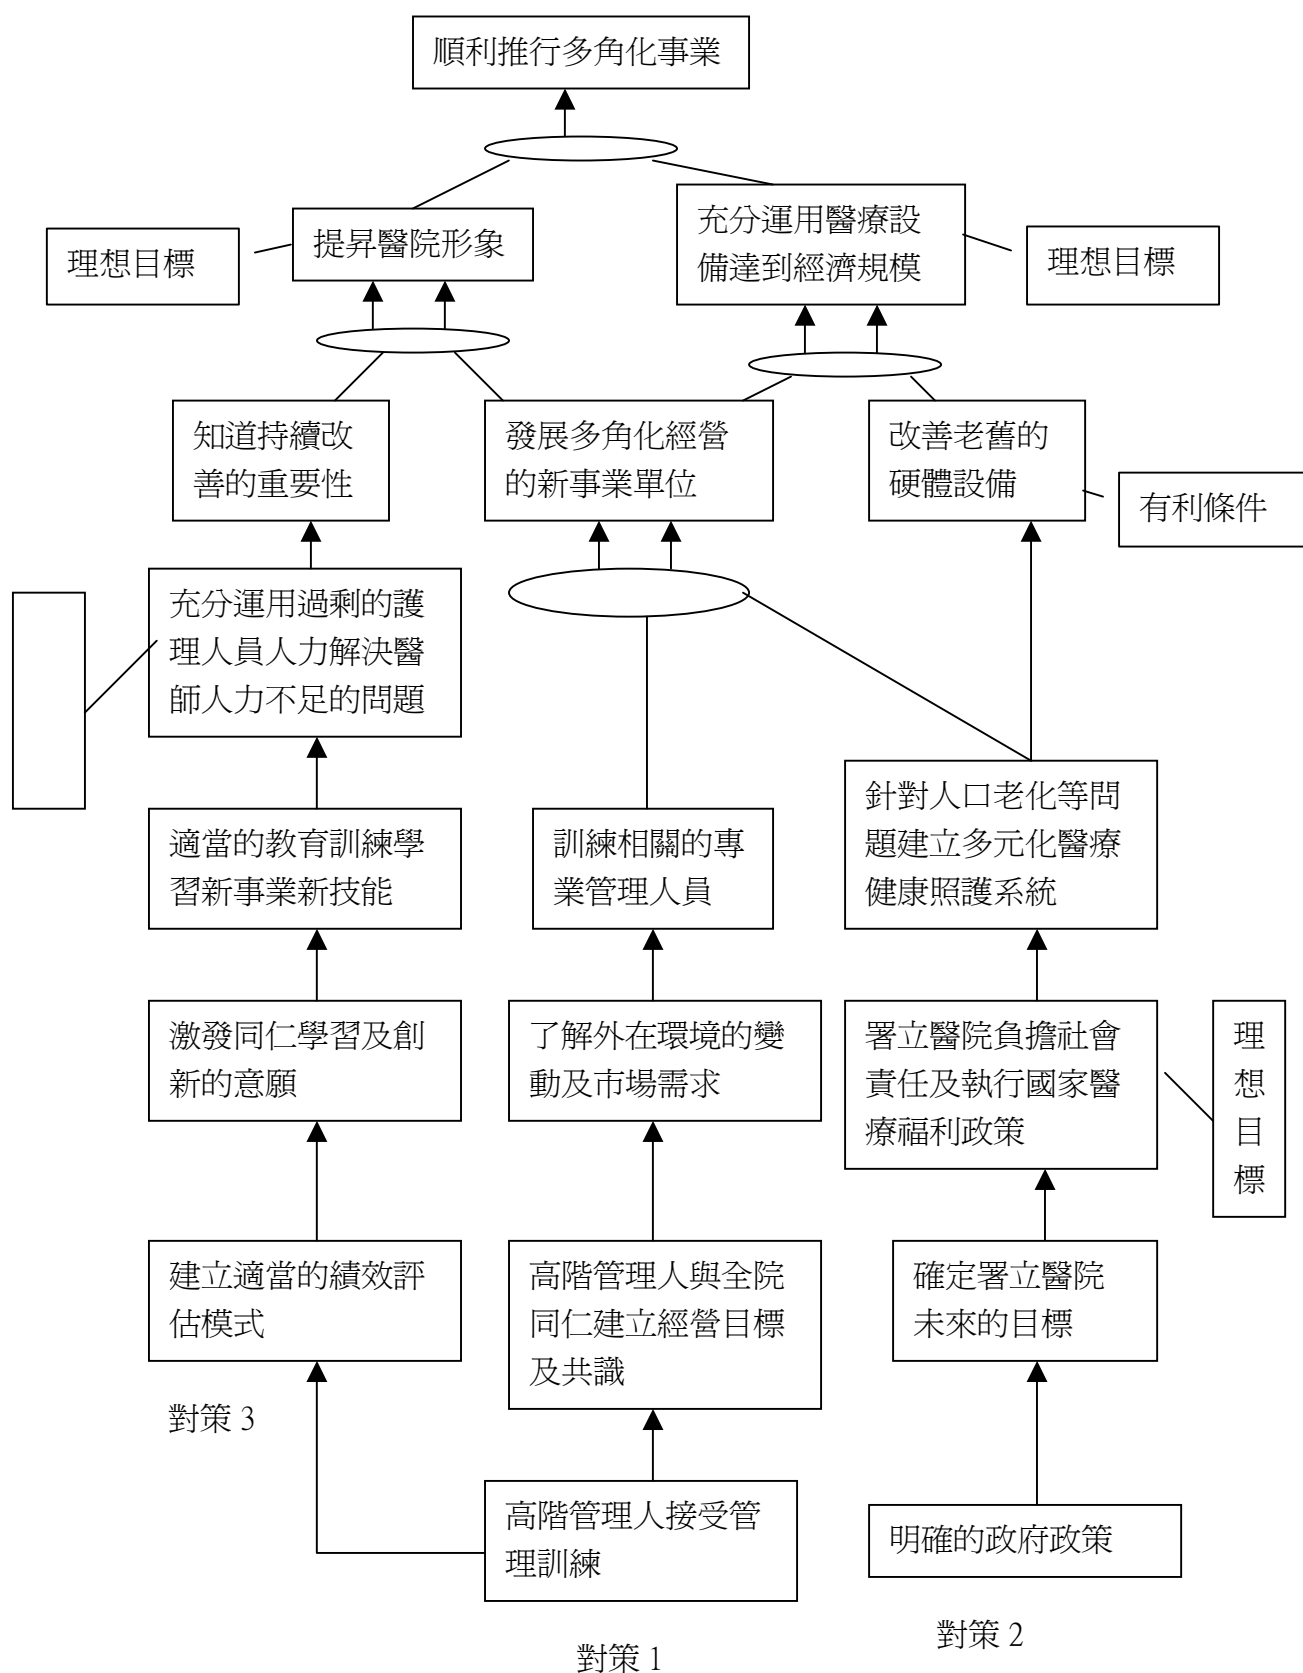 順利推行多角化事業
理想目標
提昇醫院形象
充分運用醫療設
備達到經濟規模
理想目標
知道持續改
善的重要性
發展多角化經營
的新事業單位
改善老舊的
硬體設備
有利條件
充分運用過剩的護
理人員人力解決醫
師人力不足的問題
適當的教育訓練學
習新事業新技能
訓練相關的專
業管理人員
針對人口老化等問
題建立多元化醫療
健康照護系統
激發同仁學習及創
新的意願
了解外在環境的變
動及市場需求
署立醫院負擔社會
責任及執行國家醫
療福利政策
理
想
目
標
建立適當的績效評
估模式
高階管理人與全院
同仁建立經營目標
及共識
確定署立醫院
未來的目標
對策 3
高階管理人接受管
理訓練
明確的政府政策
對策 1
對策 2